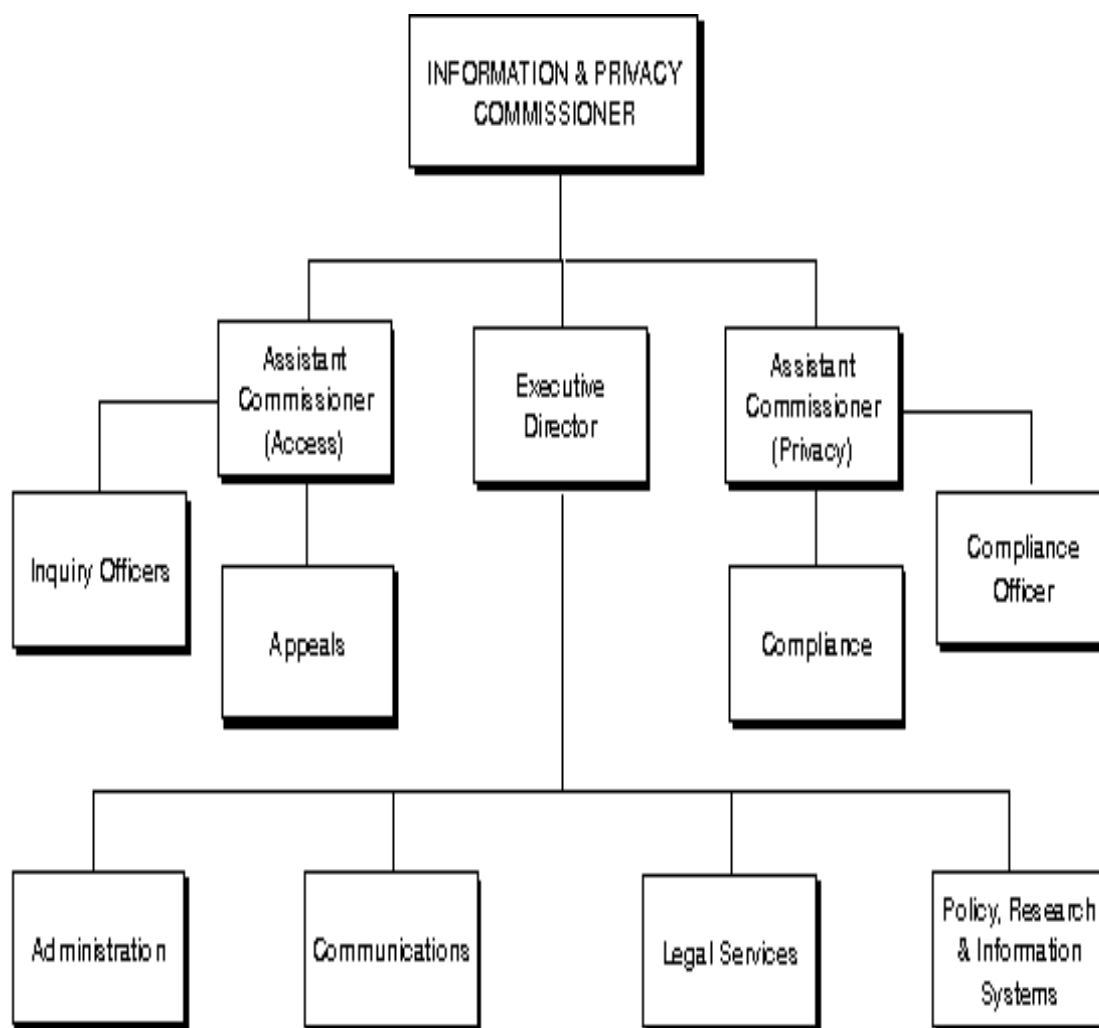 INFORMATION & PRIVACY
COMMISSIONER
Assistant
Commissioner
(Access)
Executive
Director
Assistant
Commissioner
(Privacy)
Inquiry Officers
Appeals
Compliance
Compliance
Officer
Administration
Communications
Legal Services
Policy, Research
& Information
Systems